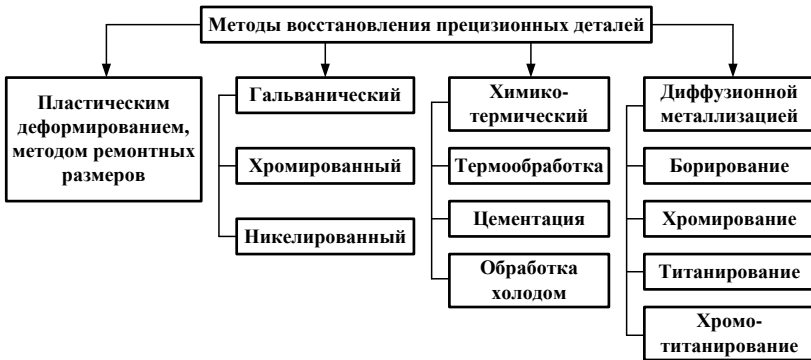 Методы восстановления прецизионных деталей
Пластическим
деформированием,
методом ремонтных
размеров
Гальванический
Хромированный
Никелированный
Химико-
термический
Термообработка
Цементация
Обработка
холодом
Диффузионной
металлизацией
Борирование
Хромирование
Титанирование
Хромо-
титанирование